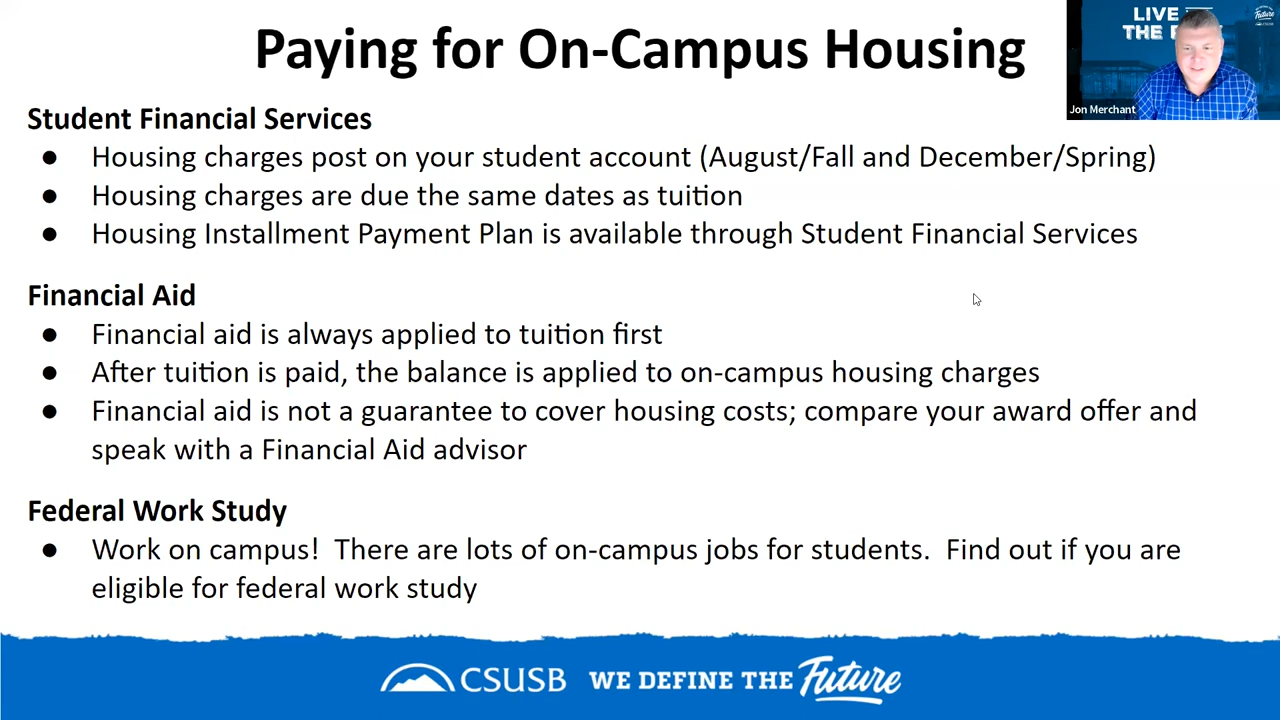 Paying for On-Campus Housing
LIVE
THE
Future
CSUSB
Jon Merchant
Student Financial Services
● Housing charges post on your student account (August/Fall and December/Spring)
● Housing charges are due the same dates as tuition
● Housing Installment Payment Plan is available through Student Financial Services
Financial Aid
● Financial aid is always applied to tuition first
● After tuition is paid, the balance is applied to on-campus housing charges
● Financial aid is not a guarantee to cover housing costs; compare your award offer and
speak with a Financial Aid advisor
Federal Work Study
● Work on campus!  There are lots of on-campus jobs for students.  Find out if you are
eligible for federal work study
CSUSB WE DEFINE THE Future